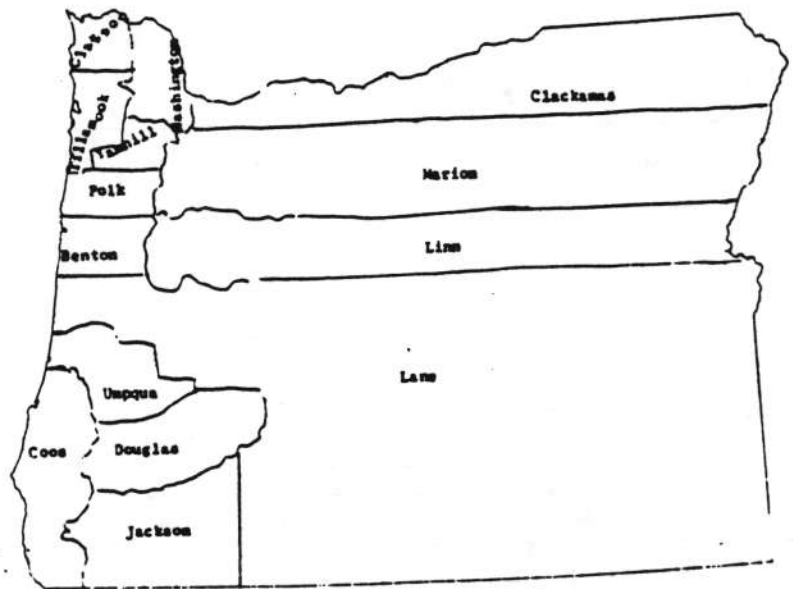 Clatsop
Washington
Clackamas
Tillamook
Yamhill
Polk
Marion
Benton
Linn
Lane
Umpqua
Coos
Douglas
Jackson